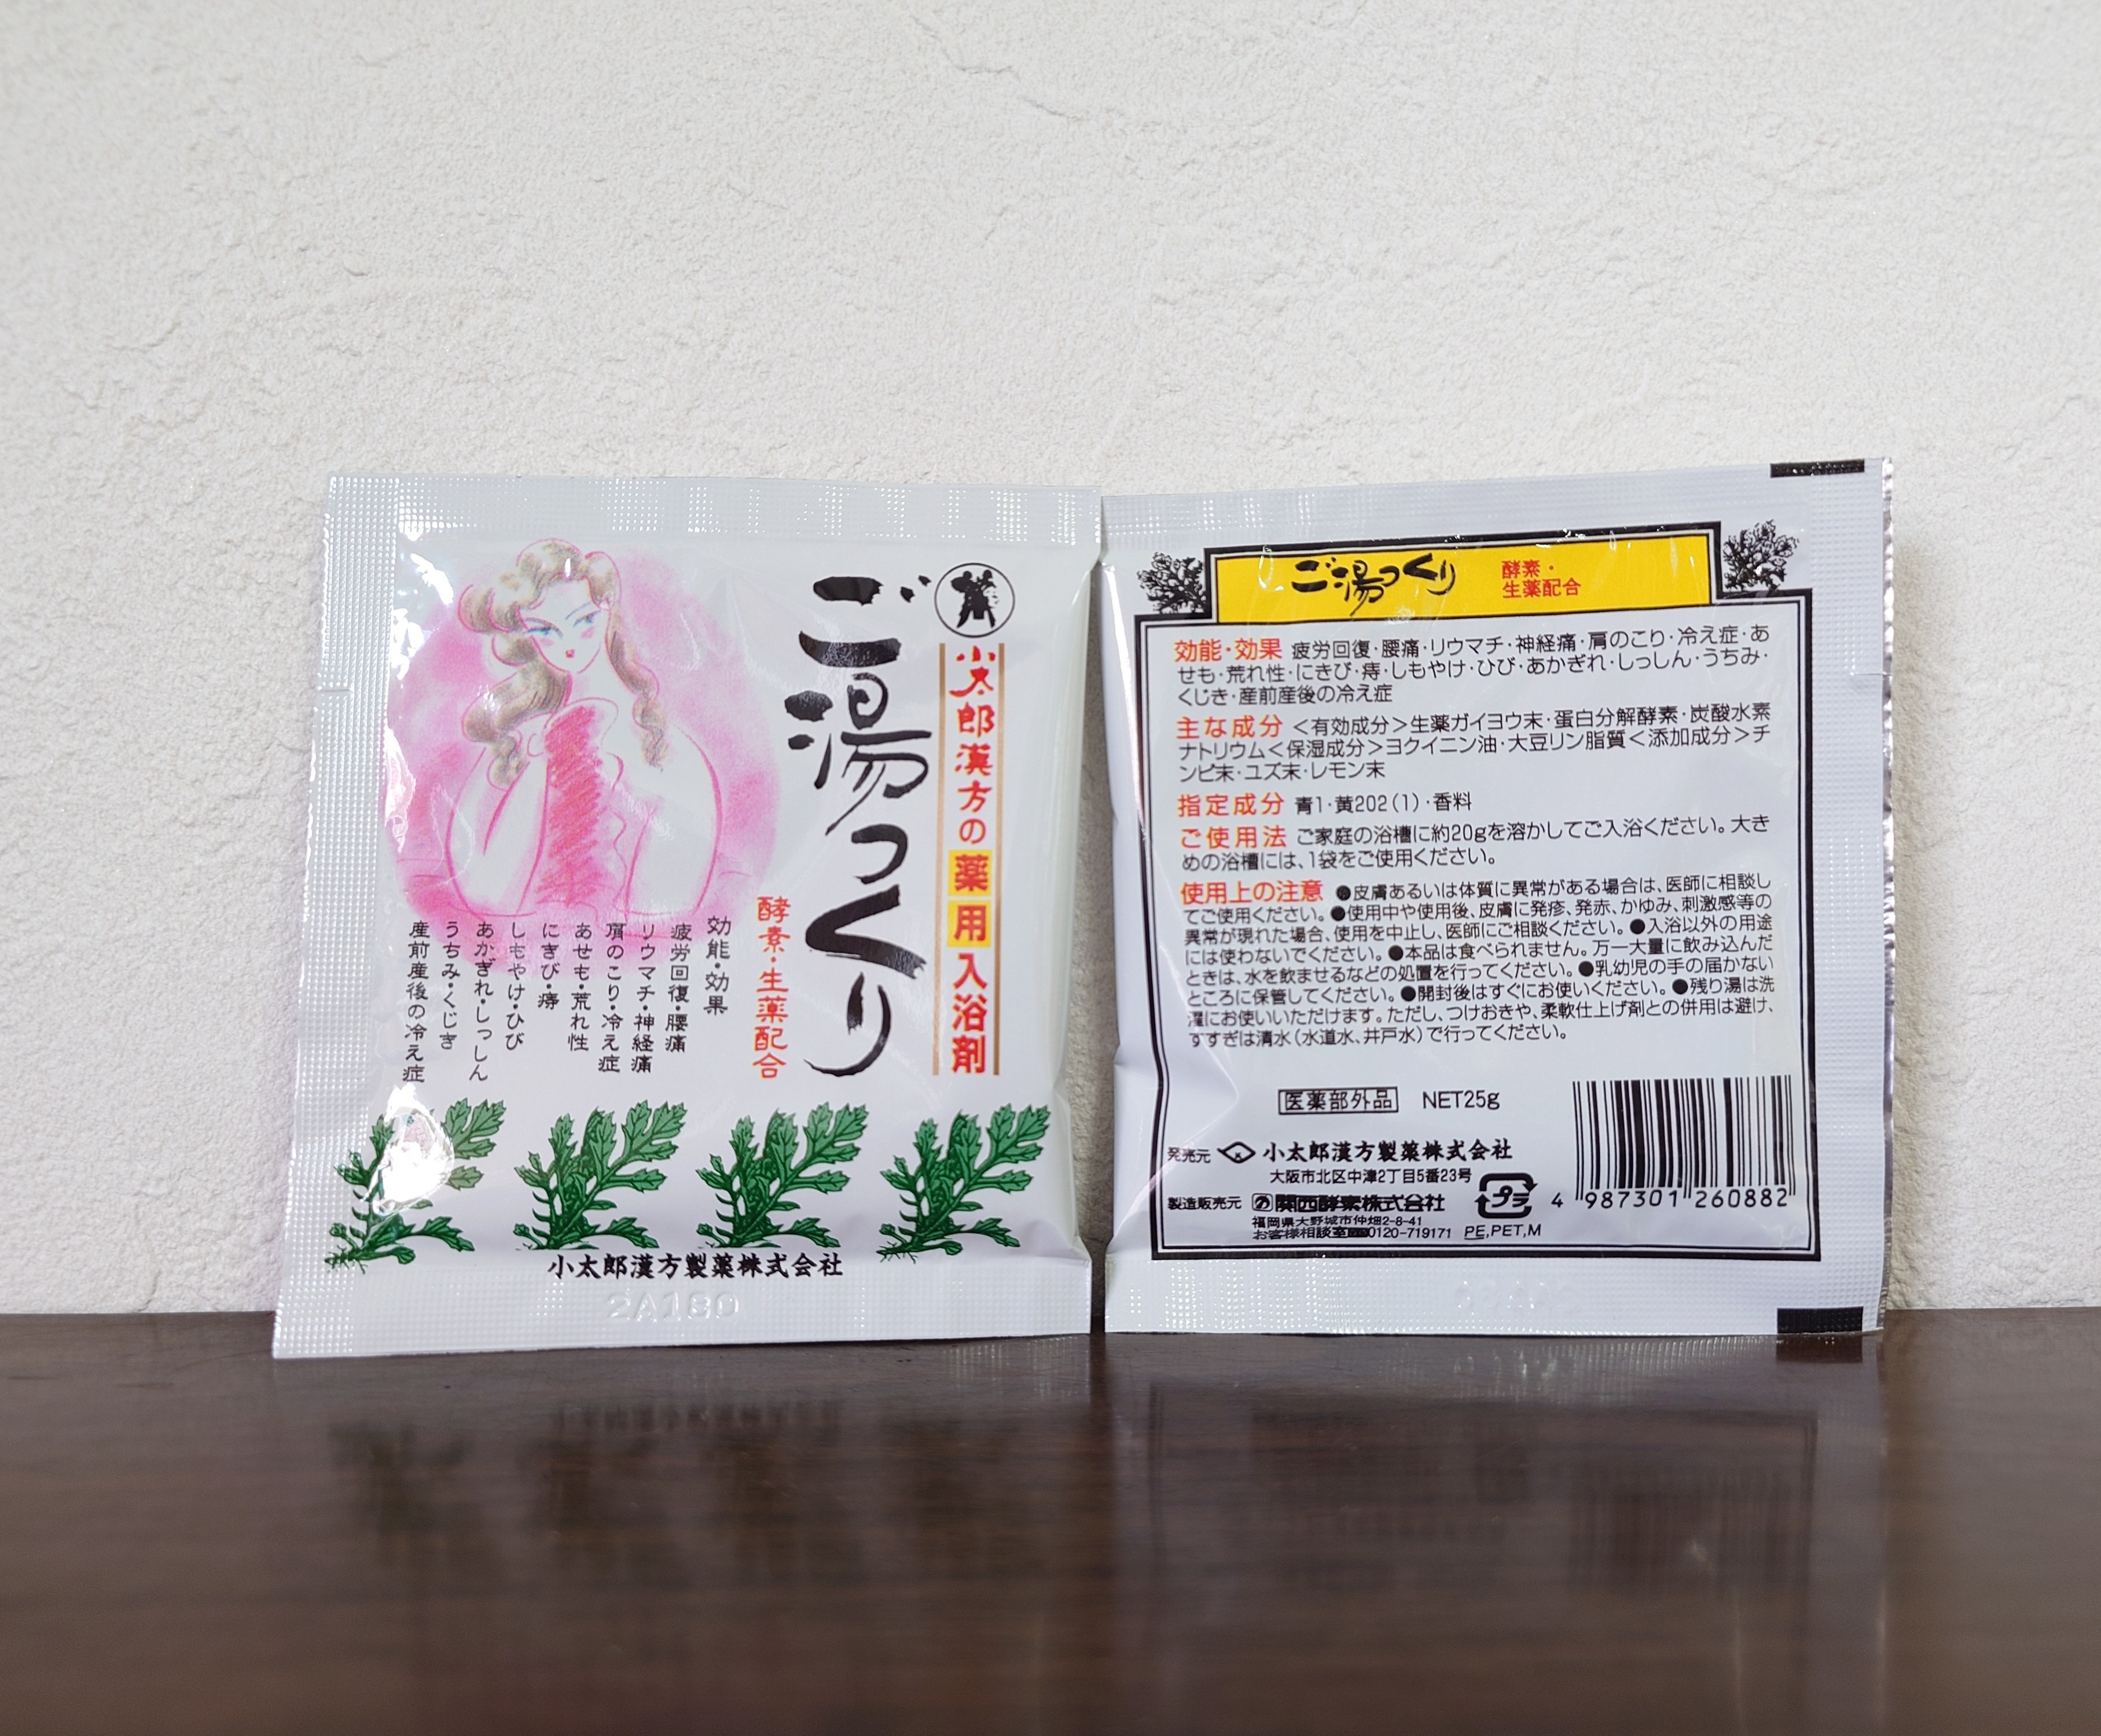 小太郎漢方の薬用入浴剤
ご湯っくり
酵素・生薬配合
効能・効果
疲労回復・腰痛
リウマチ・神経痛
肩のこり・冷え症
あせも・荒れ性
にきび・痔
しもやけ・ひび
あかぎれ・しっしん
うちみ・くじき
産前産後の冷え症
小太郎漢方製薬株式会社
2A180
ご湯っくり
酵素・
生薬配合
効能・効果 疲労回復・腰痛・リウマチ・神経痛・肩のこり・冷え症・あ
せも・荒れ性・にきび・痔・しもやけ・ひび・あかぎれ・しっしん・うちみ・
くじき・産前産後の冷え症
主な成分 <有効成分>生薬ガイヨウ末・蛋白分解酵素・炭酸水素
ナトリウム<保湿成分>ヨクイニン油・大豆リン脂質<添加成分>チ
ンピ末・ユズ末・レモン末
指定成分 青1・黄202(1)・香料
ご使用法 ご家庭の浴槽に約20gを溶かしてご入浴ください。大き
めの浴槽には、1袋をご使用ください。
使用上の注意 ●皮膚あるいは体質に異常がある場合は、医師に相談し
てご使用ください。●使用中や使用後、皮膚に発疹、発赤、かゆみ、刺激感等の
異常が現れた場合、使用を中止し、医師にご相談ください。●入浴以外の用途
には使わないでください。●本品は食べられません。万一大量に飲み込んだ
ときは、水を飲ませるなどの処置を行ってください。●乳幼児の手の届かない
ところに保管してください。●開封後はすぐにお使いください。●残り湯は洗
濯にお使いいただけます。ただし、つけおきや、柔軟仕上げ剤との併用は避け、
すすぎは清水(水道水、井戸水)で行ってください。
医薬部外品 NET25g
発売元 小太郎漢方製薬株式会社
大阪市北区中津2丁目5番23号
製造販売元 関西酵素株式会社
福岡県大野城市仲畑2-8-41
お客様相談室 0120-719171
プラ
PE,PET,M
4 987301 260882